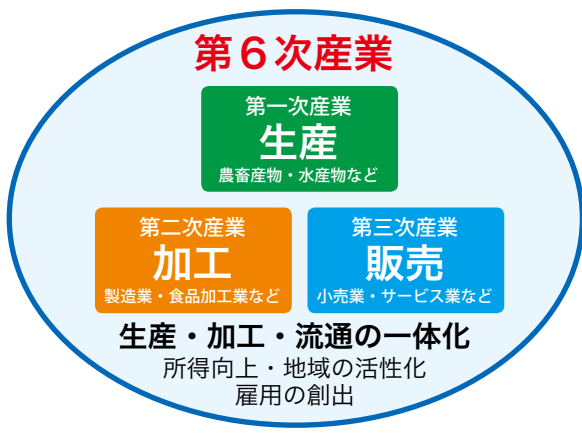 第６次産業
第一次産業
生産
農畜産物・水産物など
第二次産業
加工
製造業・食品加工業など
第三次産業
販売
小売業・サービス業など
生産・加工・流通の一体化
所得向上・地域の活性化
雇用の創出